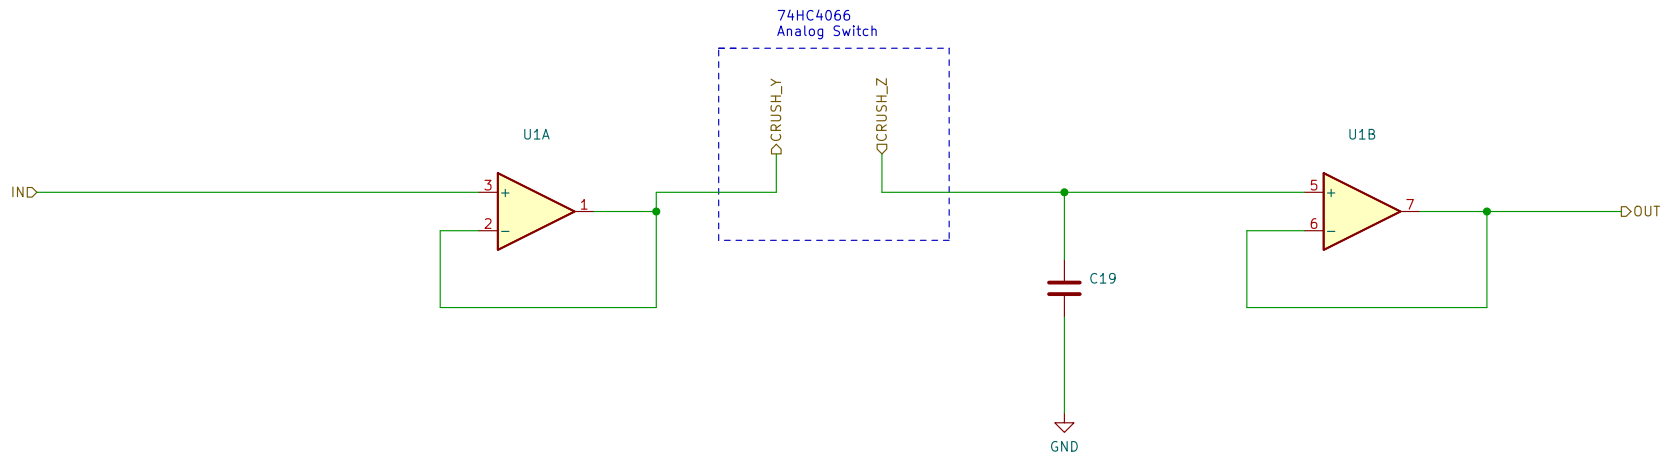 74HC4066
Analog Switch
CRUSH_Y
CRUSH_Z
U1A
U1B
IN
3
+
1
2
−
5
+
7
6
−
OUT
C19
GND